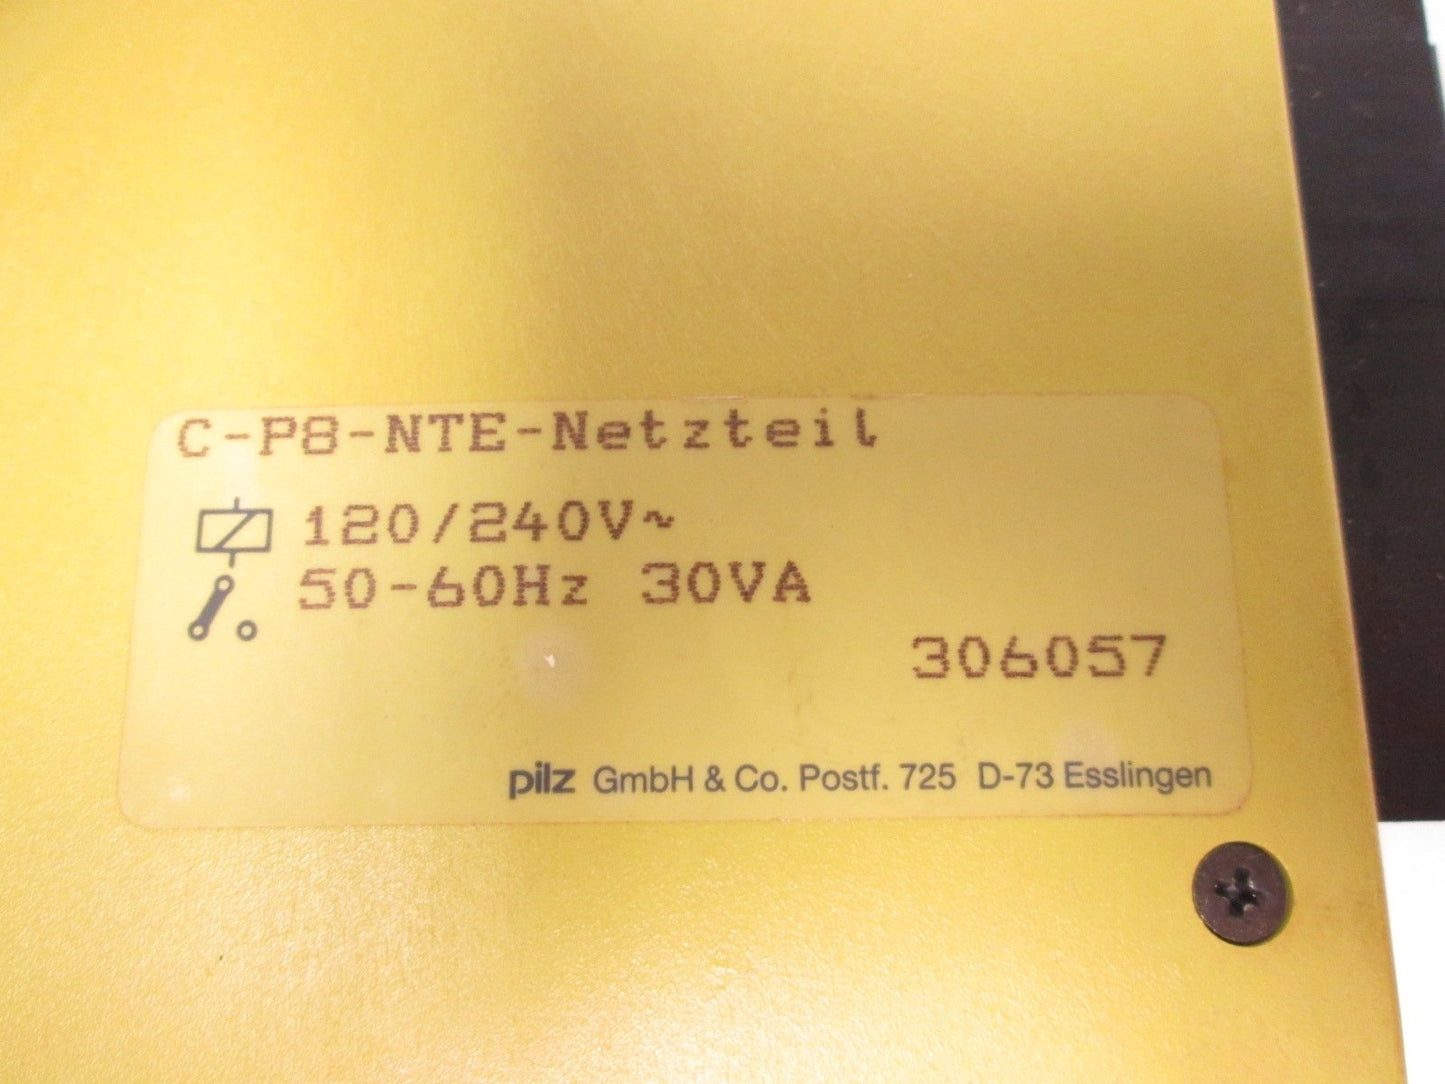 C-P8-NTE-Netzteil
120/240V~
50-60Hz 30VA
306057
pilz GmbH & Co. Postf. 725 D-73 Esslingen